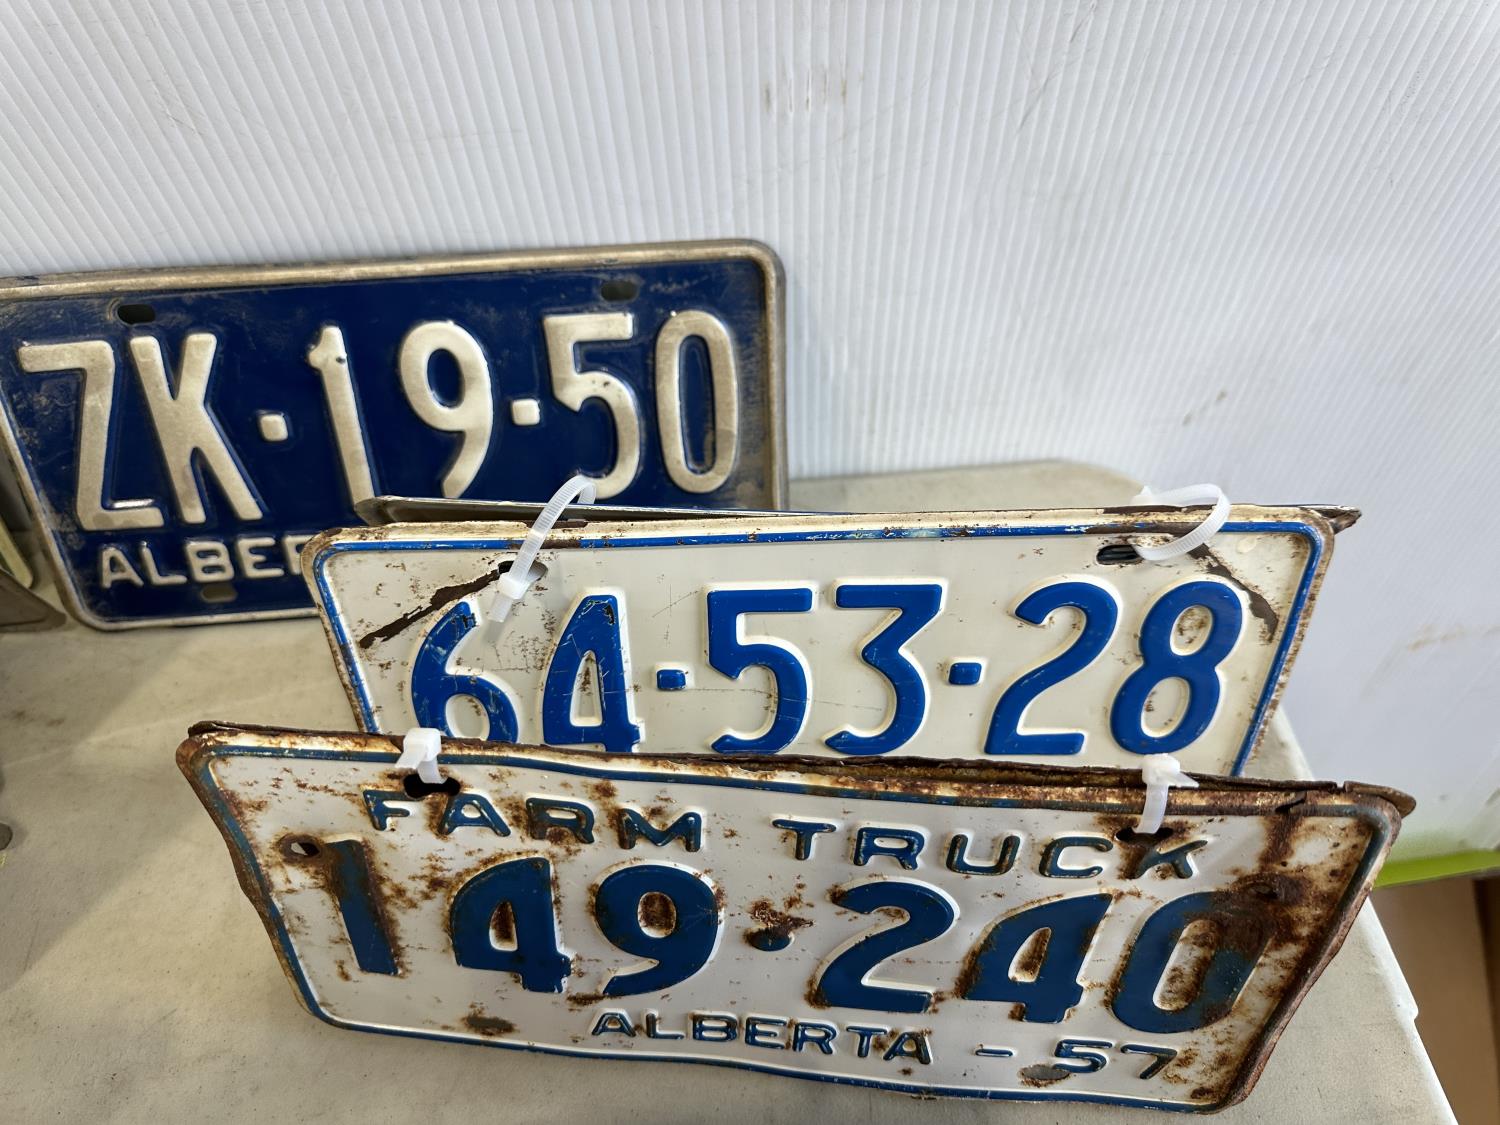 ZK·19·50
ALBER
64·53·28
FARM TRUCK
149·240
ALBERTA - 57